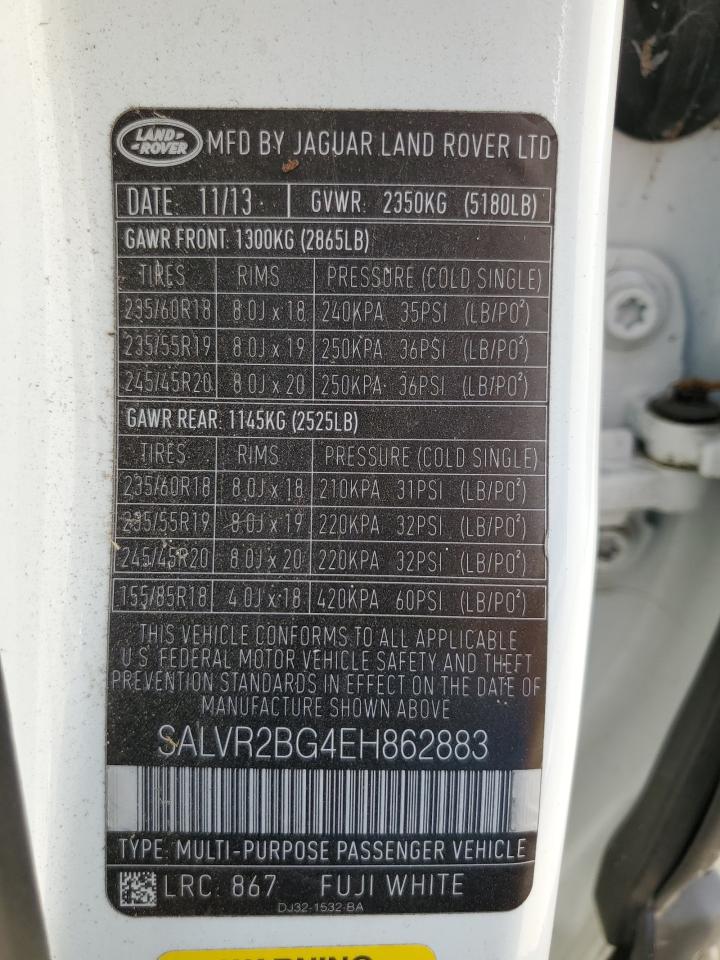 LAND ROVER MFD BY JAGUAR LAND ROVER LTD
DATE: 11/13 GVWR: 2350KG (5180LB)
GAWR FRONT: 1300KG (2865LB)
TIRES RIMS PRESSURE (COLD SINGLE)
235/60R18 8.0J x 18 240KPA 35PSI (LB/PO²)
235/55R19 8.0J x 19 250KPA 36PSI (LB/PO²)
245/45R20 8.0J x 20 250KPA 36PSI (LB/PO²)
GAWR REAR: 1145KG (2525LB)
TIRES RIMS PRESSURE (COLD SINGLE)
235/60R18 8.0J x 18 210KPA 31PSI (LB/PO²)
235/55R19 8.0J x 19 220KPA 32PSI (LB/PO²)
245/45R20 8.0J x 20 220KPA 32PSI (LB/PO²)
155/85R18 4.0J x 18 420KPA 60PSI (LB/PO²)
THIS VEHICLE CONFORMS TO ALL APPLICABLE
U.S. FEDERAL MOTOR VEHICLE SAFETY AND THEFT
PREVENTION STANDARDS IN EFFECT ON THE DATE OF
MANUFACTURE SHOWN ABOVE
SALVR2BG4EH862883
TYPE: MULTI-PURPOSE PASSENGER VEHICLE
LRC: 867 FUJI WHITE
DJ32-1532-BA
WARNING